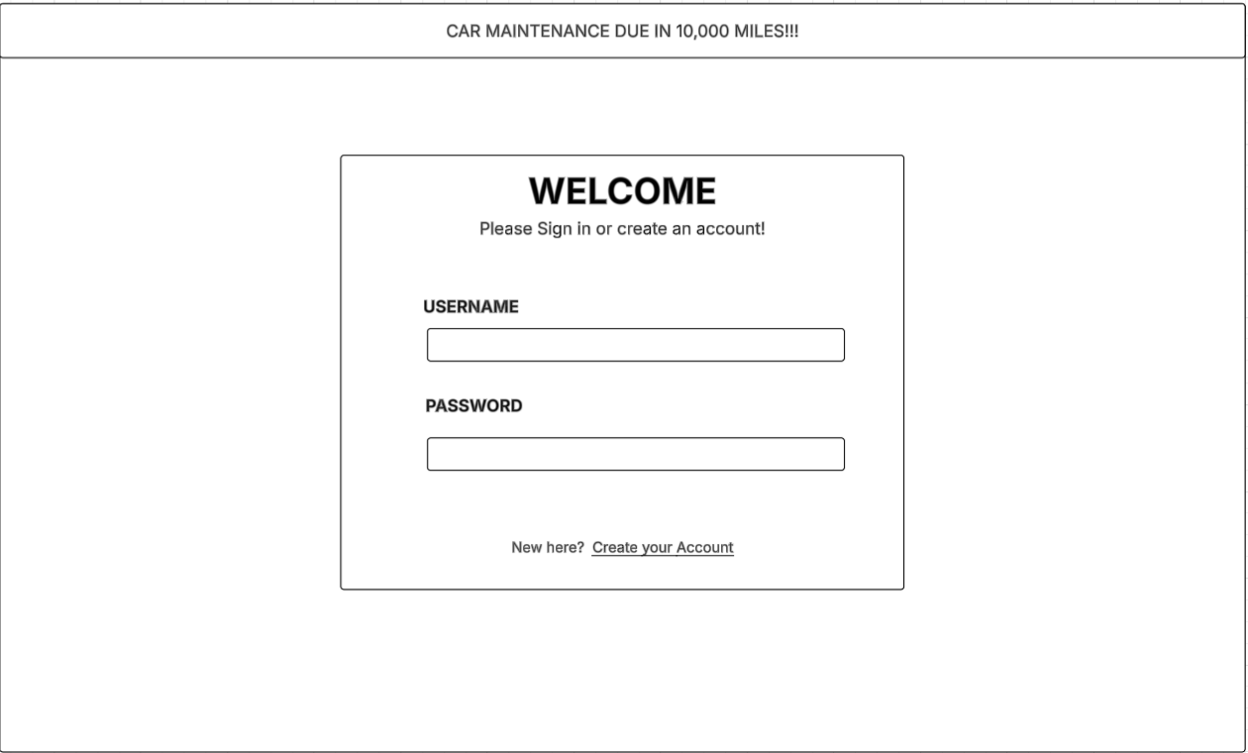 CAR MAINTENANCE DUE IN 10,000 MILES!!!
WELCOME
Please Sign in or create an account!
USERNAME
PASSWORD
New here? Create your Account